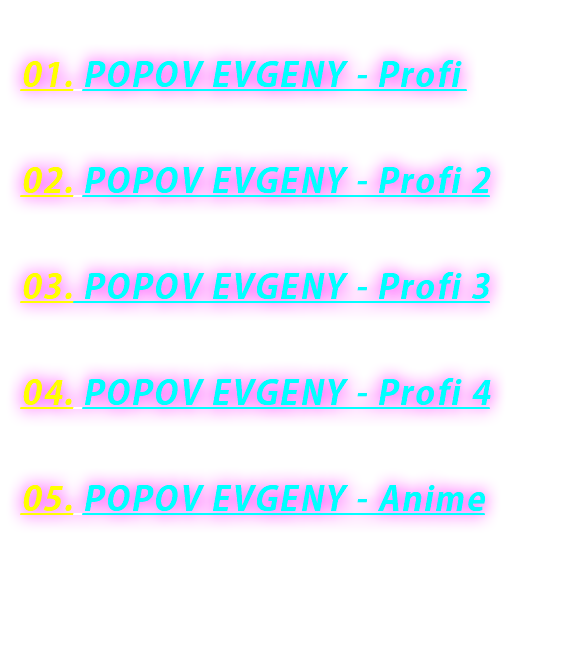 01. POPOV EVGENY - Profi
02. POPOV EVGENY - Profi 2
03. POPOV EVGENY - Profi 3
04. POPOV EVGENY - Profi 4
05. POPOV EVGENY - Anime